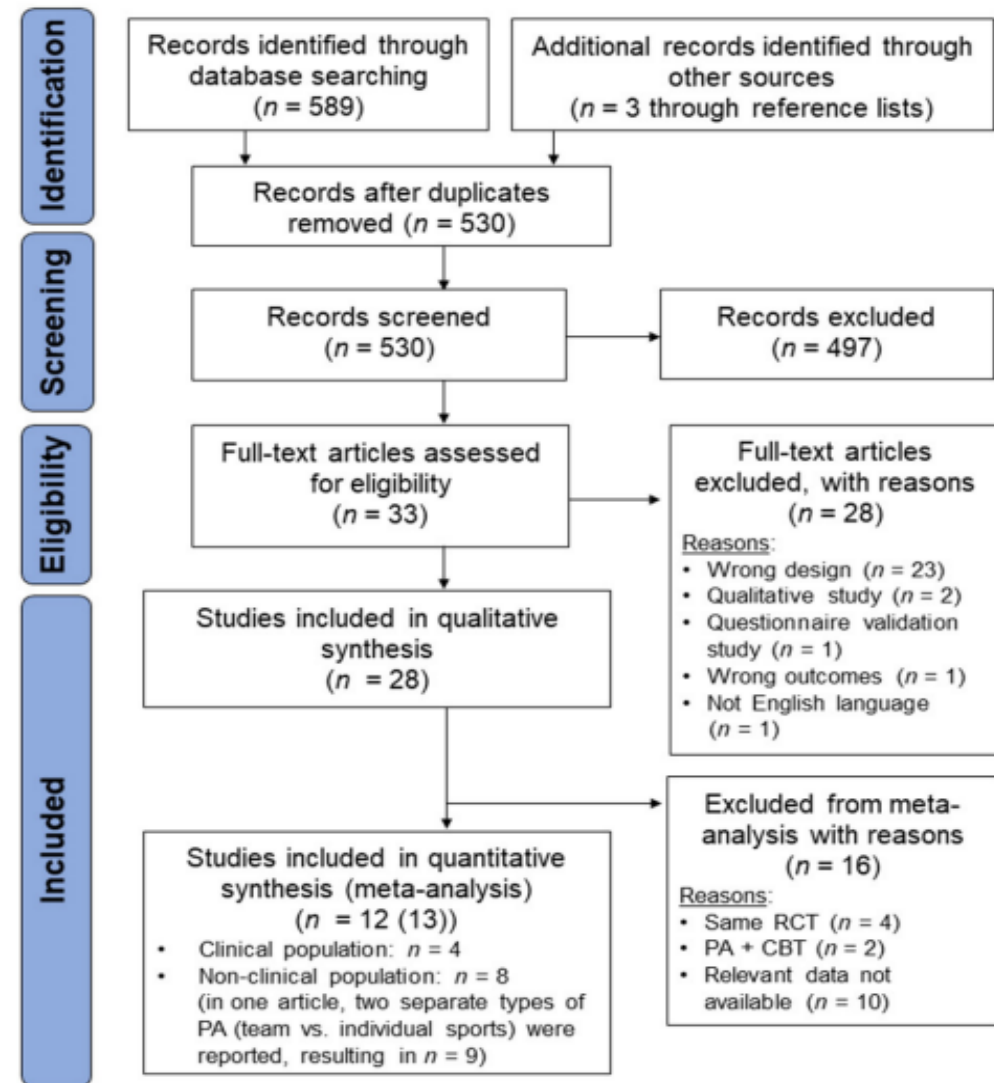 Identification
Records identified through
database searching
(n = 589)
Additional records identified through
other sources
(n = 3 through reference lists)
Records after duplicates
removed (n = 530)
Screening
Records screened
(n = 530)
Records excluded
(n = 497)
Eligibility
Full-text articles assessed
for eligibility
(n = 33)
Full-text articles
excluded, with reasons
(n = 28)
Reasons:
• Wrong design (n = 23)
• Qualitative study (n = 2)
• Questionnaire validation
study (n = 1)
• Wrong outcomes (n = 1)
• Not English language
(n = 1)
Included
Studies included in qualitative
synthesis
(n = 28)
Excluded from meta-
analysis with reasons
(n = 16)
Reasons:
• Same RCT (n = 4)
• PA + CBT (n = 2)
• Relevant data not
available (n = 10)
Studies included in quantitative
synthesis (meta-analysis)
(n = 12 (13))
• Clinical population: n = 4
• Non-clinical population: n = 8
(in one article, two separate types of
PA (team vs. individual sports) were
reported, resulting in n = 9)